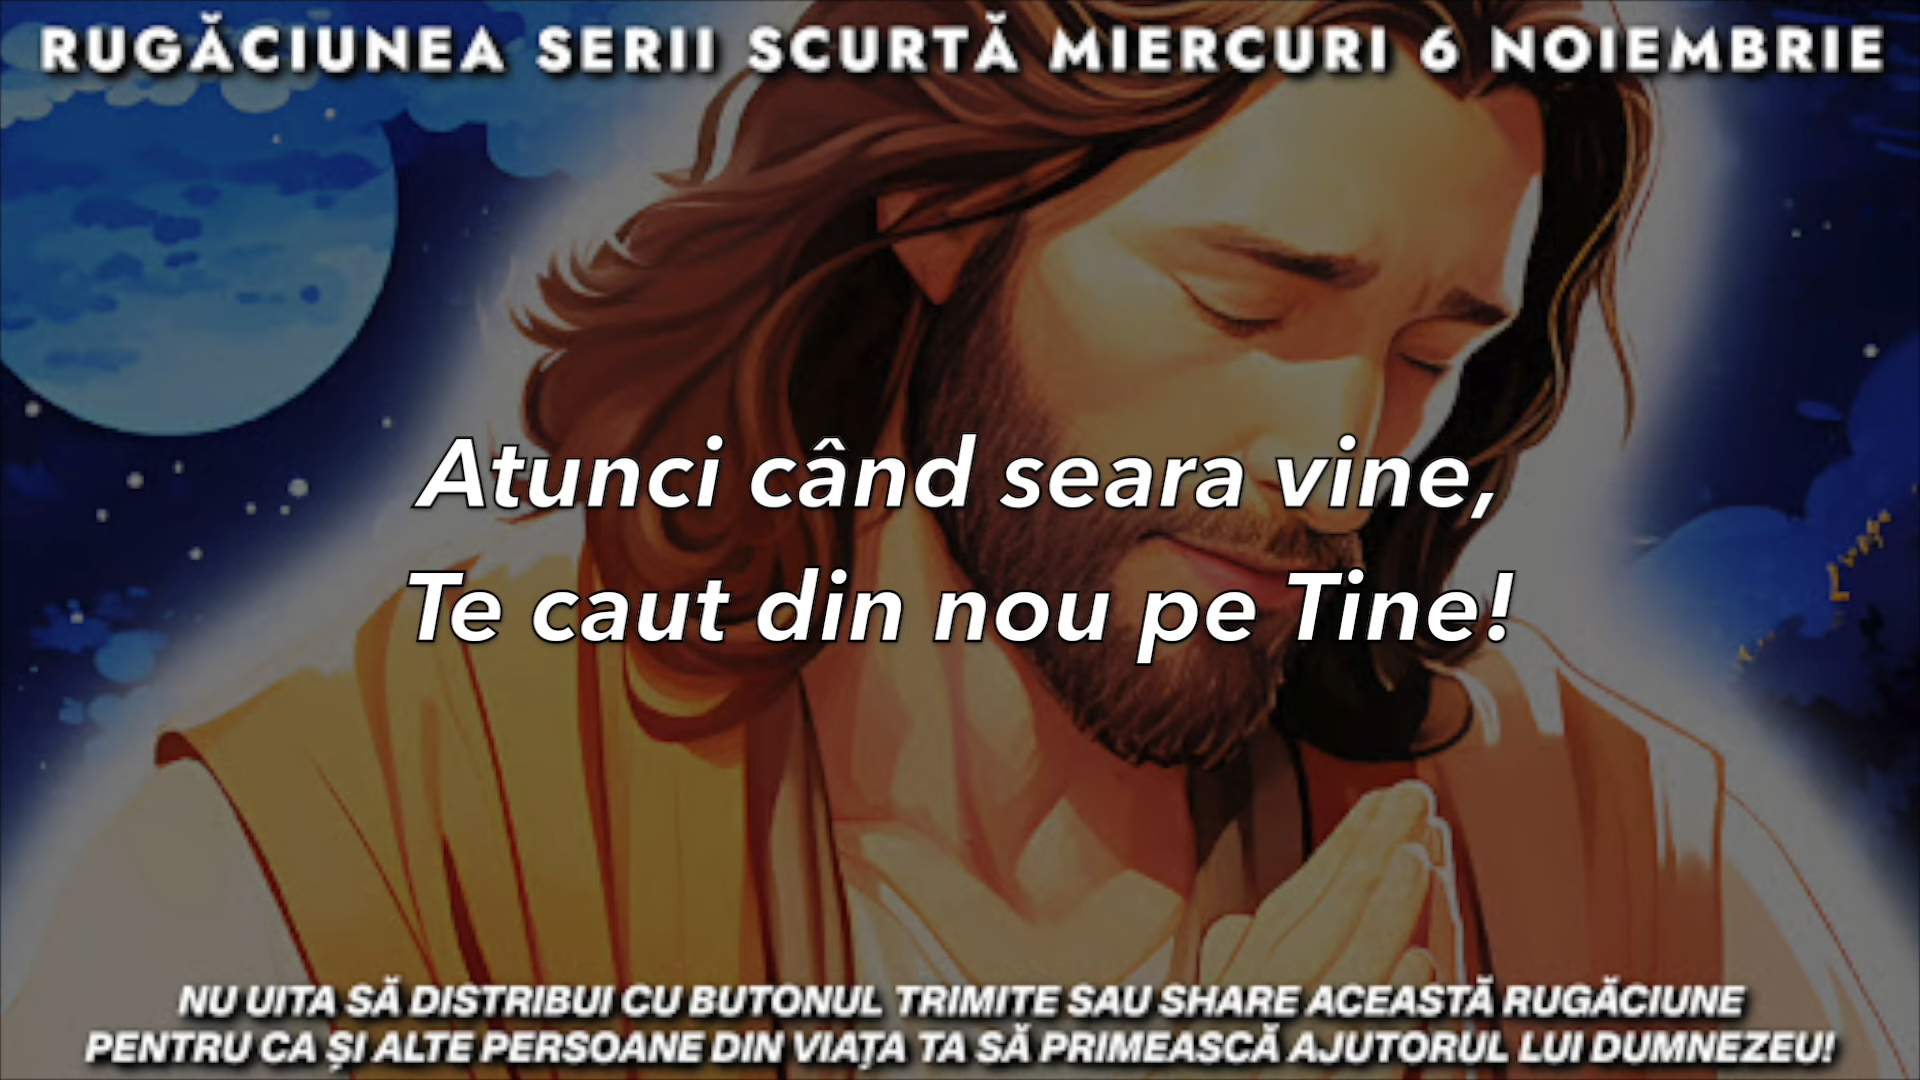 RUGĂCIUNEA SERII SCURTĂ MIERCURI 6 NOIEMBRIE
Atunci când seara vine,
Te caut din nou pe Tine!
NU UITA SĂ DISTRIBUI CU BUTONUL TRIMITE SAU SHARE ACEASTĂ RUGĂCIUNE
PENTRU CA ȘI ALTE PERSOANE DIN VIAȚA TA SĂ PRIMEASCĂ AJUTORUL LUI DUMNEZEU!